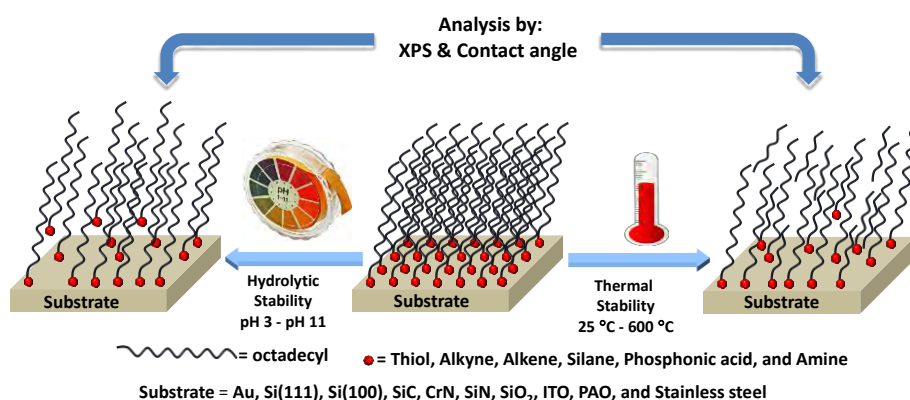 Analysis by:
XPS & Contact angle
pH
Substrate
Hydrolytic
Stability
pH 3 - pH 11
Substrate
Thermal
Stability
25 °C - 600 °C
Substrate
= octadecyl
= Thiol, Alkyne, Alkene, Silane, Phosphonic acid, and Amine
Substrate = Au, Si(111), Si(100), SiC, CrN, SiN, SiO₂, ITO, PAO, and Stainless steel